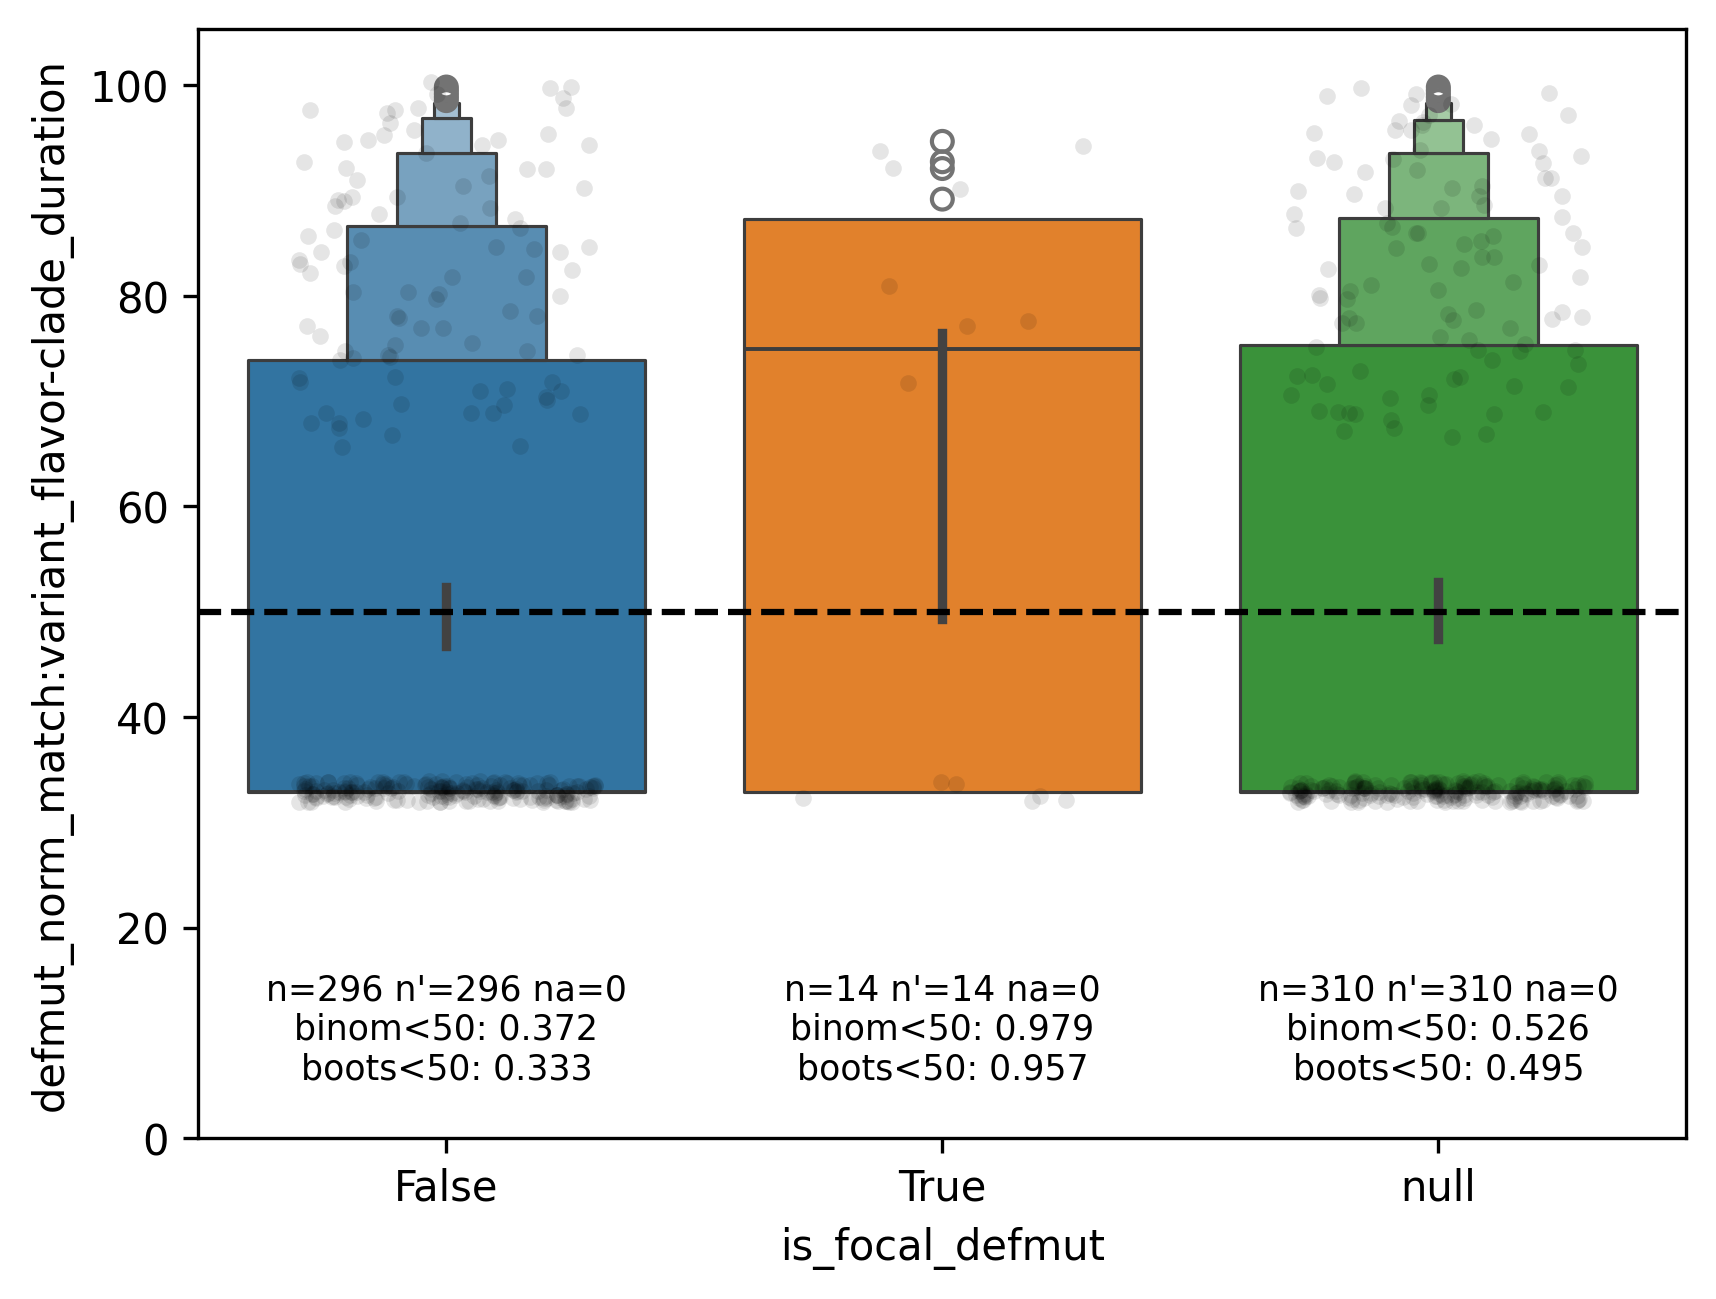 defmut_norm_match:variant_flavor-clade_duration
100
80
60
40
20
0
n=296 n'=296 na=0
binom<50: 0.372
boots<50: 0.333
n=14 n'=14 na=0
binom<50: 0.979
boots<50: 0.957
n=310 n'=310 na=0
binom<50: 0.526
boots<50: 0.495
False
True
null
is_focal_defmut